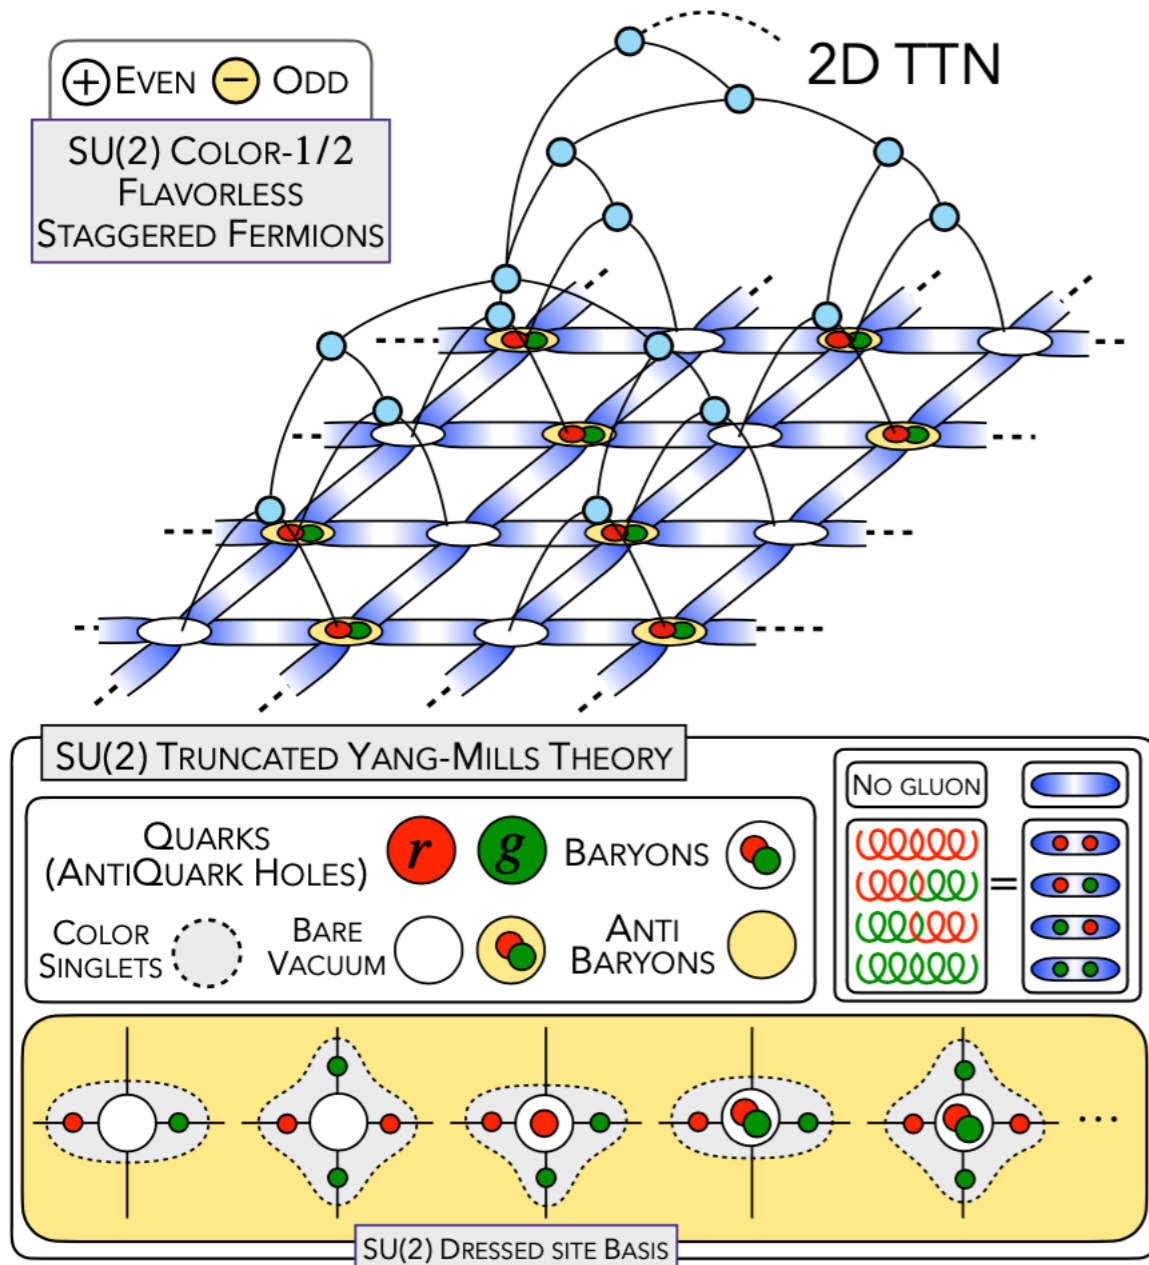 2D TTN
+ EVEN − ODD
SU(2) COLOR-1/2
FLAVORLESS
STAGGERED FERMIONS
SU(2) TRUNCATED YANG-MILLS THEORY
QUARKS
(ANTIQUARK HOLES)
r g
BARYONS
COLOR
SINGLETS
BARE
VACUUM
ANTI
BARYONS
NO GLUON
=
...
SU(2) DRESSED SITE BASIS